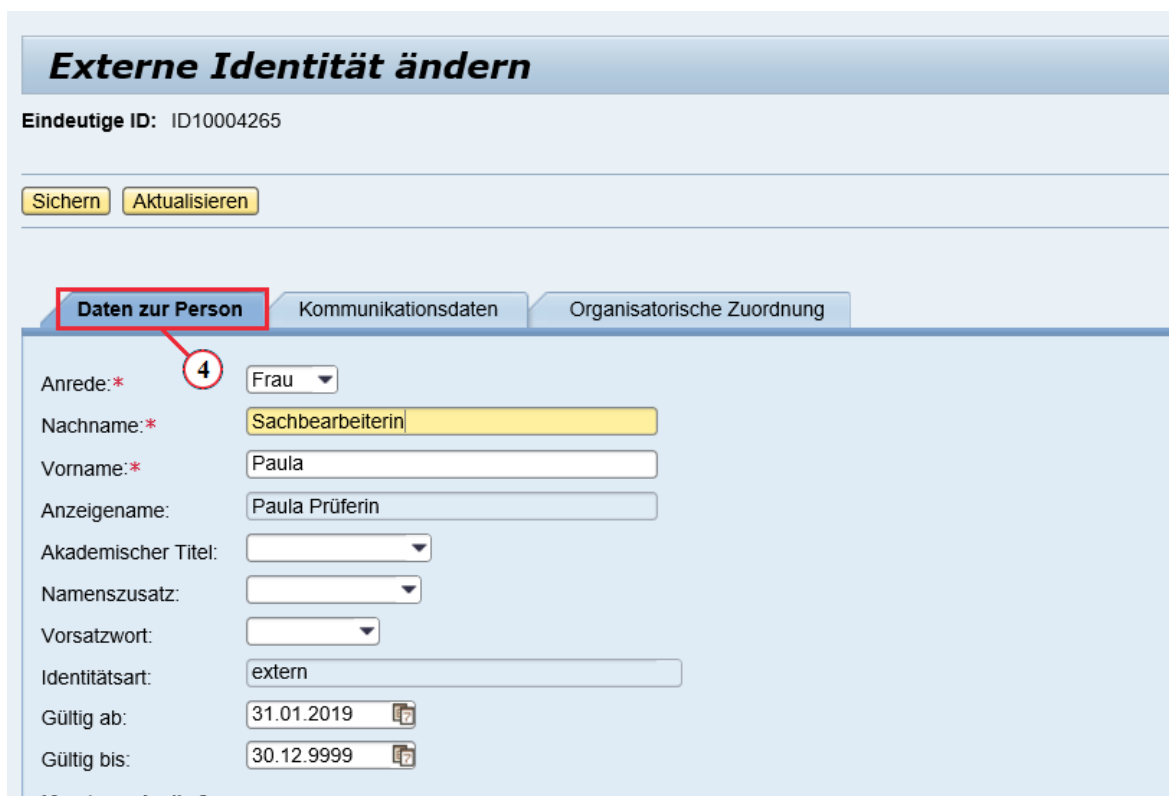 Externe Identität ändern
Eindeutige ID: ID10004265
Sichern Aktualisieren
Daten zur Person Kommunikationsdaten Organisatorische Zuordnung
4
Anrede:* Frau
Nachname:* Sachbearbeiterin
Vorname:* Paula
Anzeigename: Paula Prüferin
Akademischer Titel:
Namenszusatz:
Vorsatzwort:
Identitätsart: extern
Gültig ab: 31.01.2019
Gültig bis: 30.12.9999